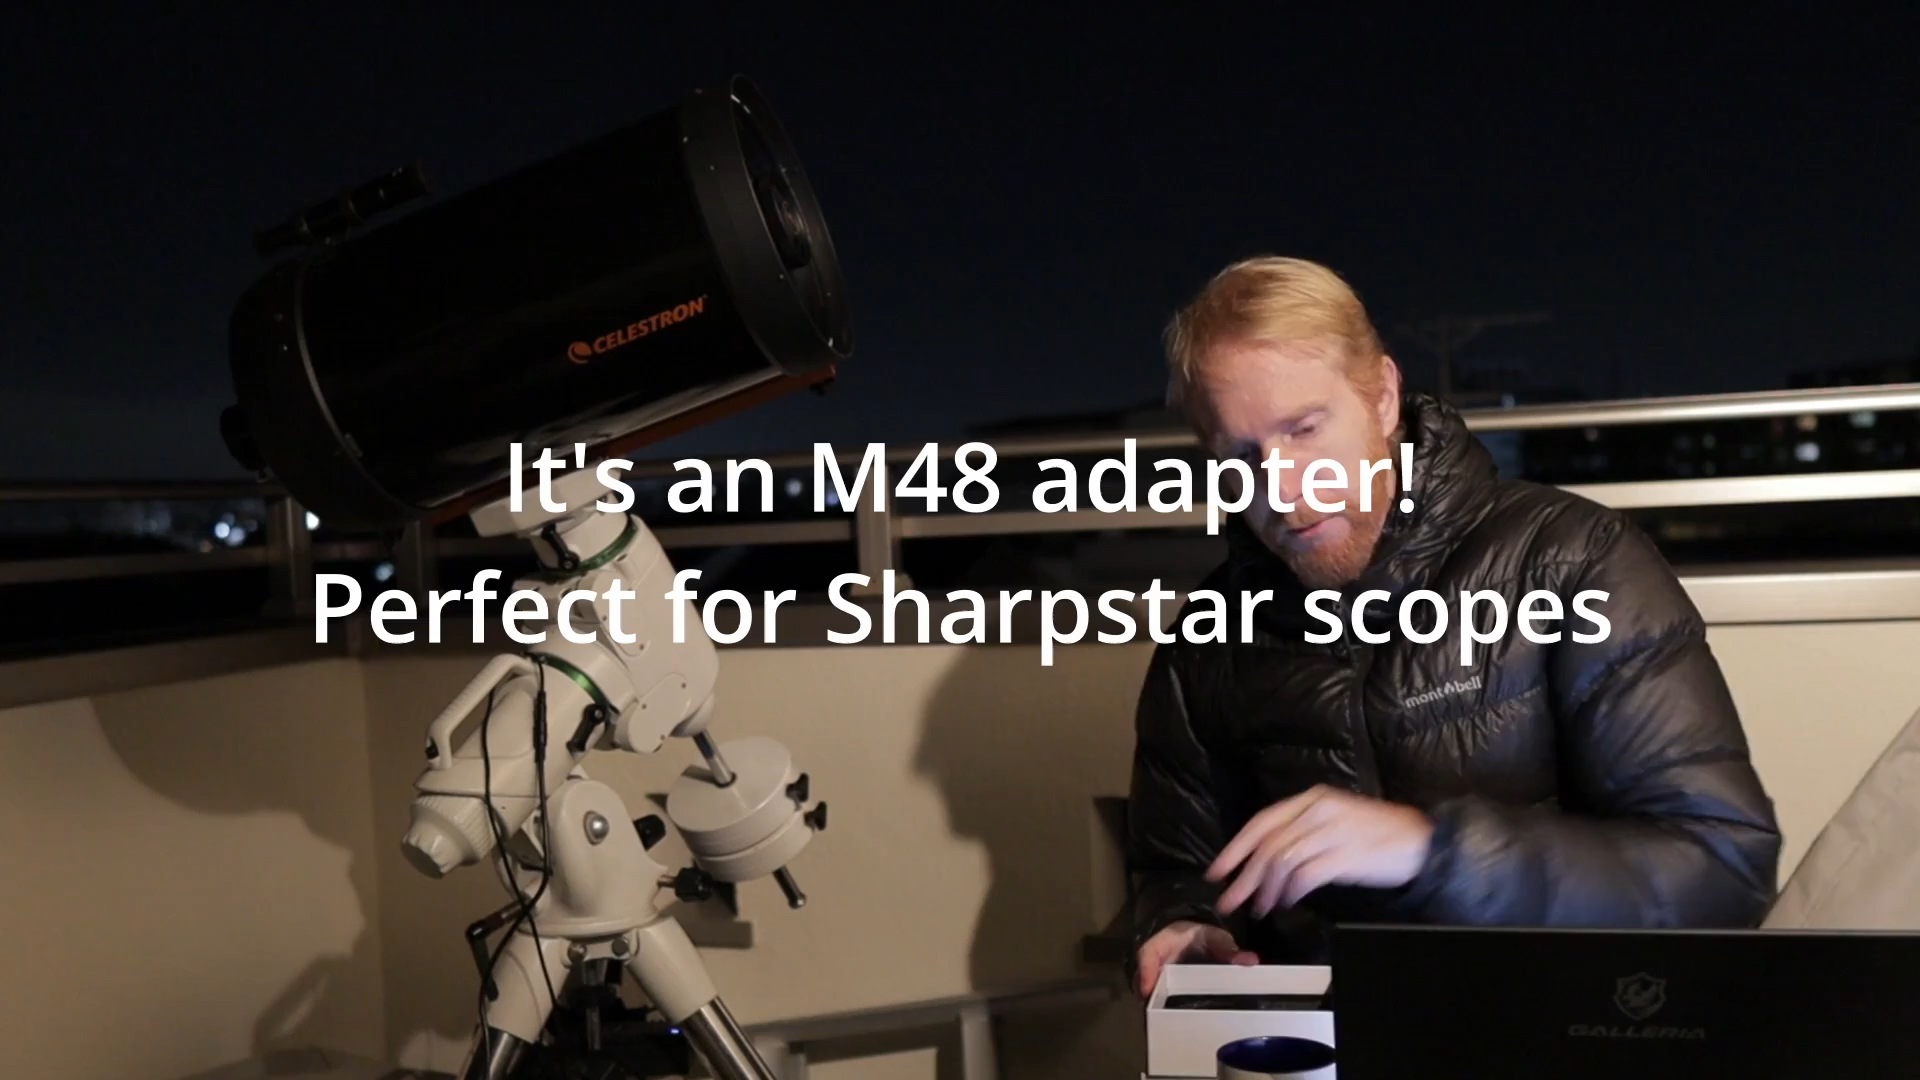 CELESTRON
It's an M48 adapter!
Perfect for Sharpstar scopes
mont bell
GALLERIA